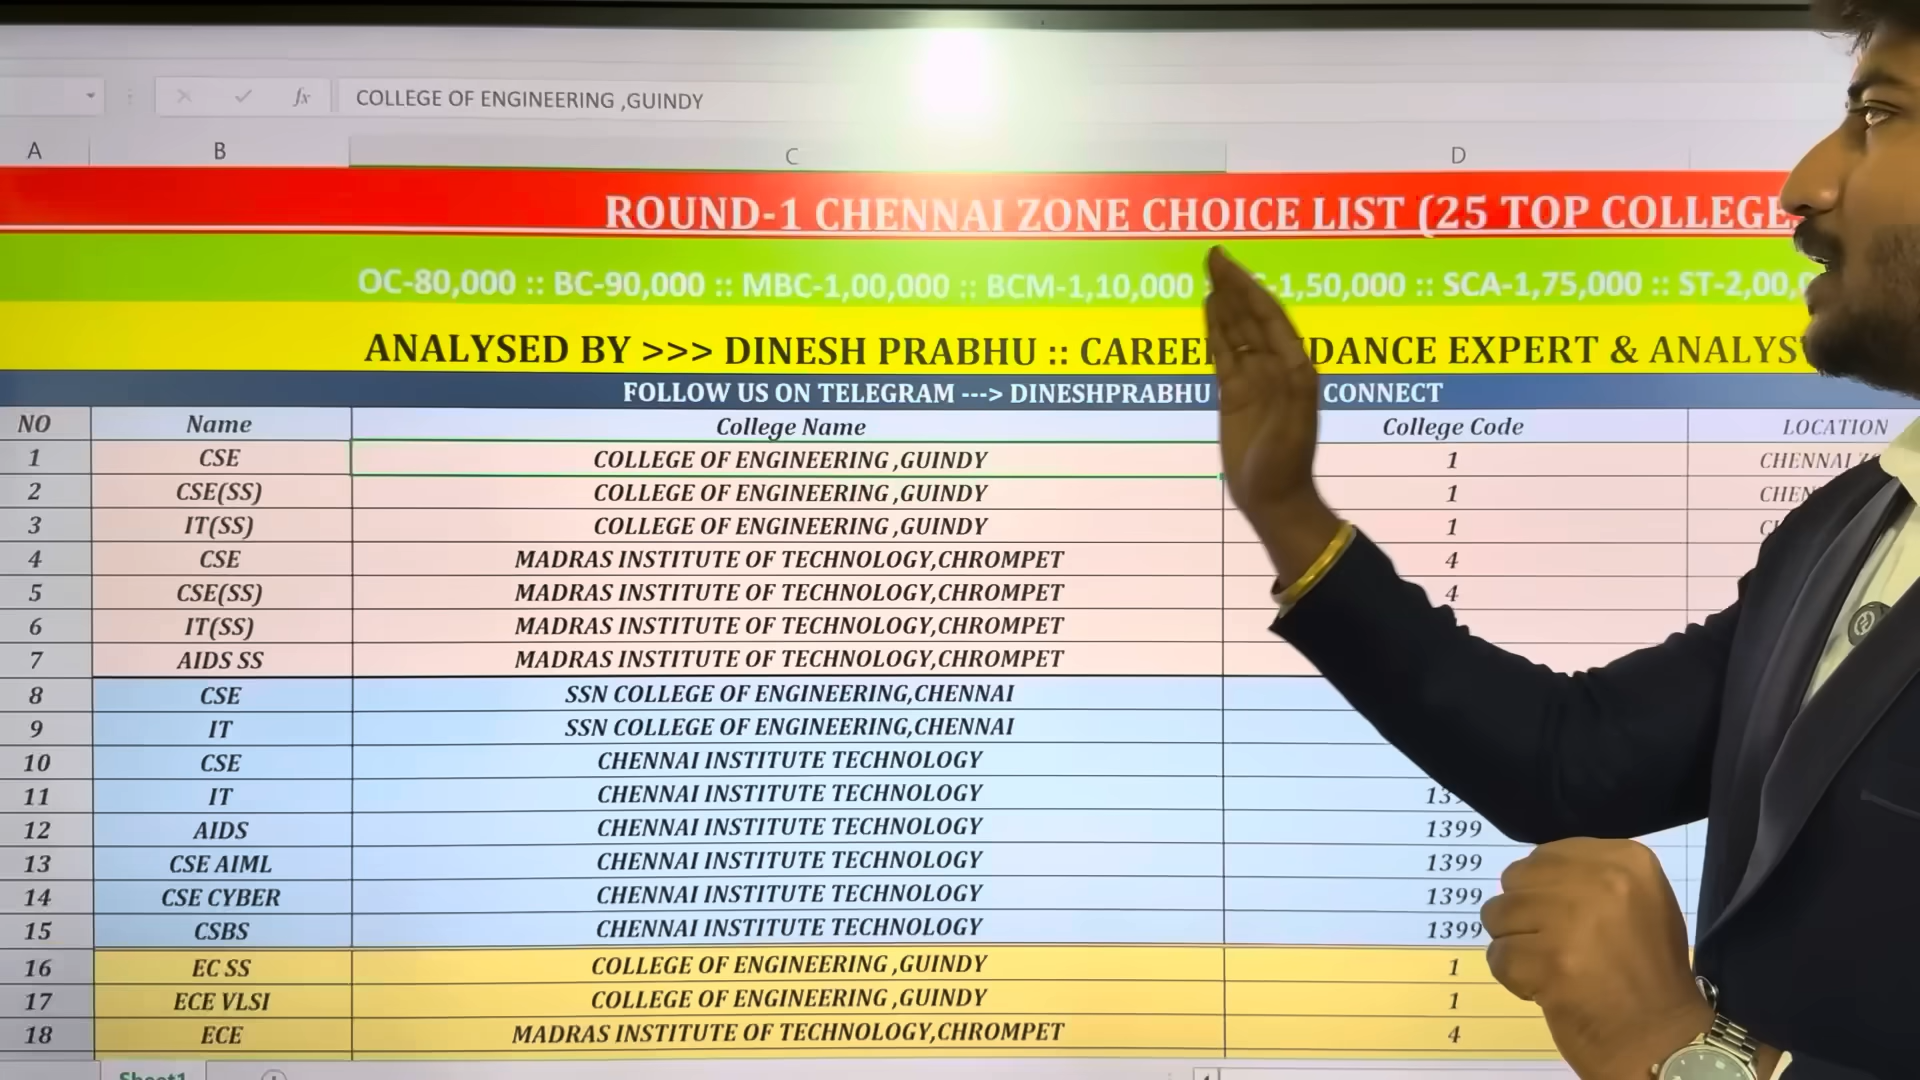 fx COLLEGE OF ENGINEERING ,GUINDY
A B C D
ROUND-1 CHENNAI ZONE CHOICE LIST (25 TOP COLLEGE
OC-80,000 :: BC-90,000 :: MBC-1,00,000 :: BCM-1,10,000 -1,50,000 :: SCA-1,75,000 :: ST-2,00,
ANALYSED BY >>> DINESH PRABHU :: EXPERT &
FOLLOW US ON TELEGRAM ---> DINESHPRABHU CONNECT
NO Name College Name College Code LOCATION
1 CSE COLLEGE OF ENGINEERING ,GUINDY 1 CHENNAI
2 CSE(SS) COLLEGE OF ENGINEERING ,GUINDY 1
3 IT(SS) COLLEGE OF ENGINEERING ,GUINDY 1
4 CSE MADRAS INSTITUTE OF TECHNOLOGY,CHROMPET 4
5 CSE(SS) MADRAS INSTITUTE OF TECHNOLOGY,CHROMPET 4
6 IT(SS) MADRAS INSTITUTE OF TECHNOLOGY,CHROMPET
7 AIDS SS MADRAS INSTITUTE OF TECHNOLOGY,CHROMPET
8 CSE SSN COLLEGE OF ENGINEERING,CHENNAI
9 IT SSN COLLEGE OF ENGINEERING,CHENNAI
10 CSE CHENNAI INSTITUTE TECHNOLOGY
11 IT CHENNAI INSTITUTE TECHNOLOGY
12 AIDS CHENNAI INSTITUTE TECHNOLOGY 1399
13 CSE AIML CHENNAI INSTITUTE TECHNOLOGY 1399
14 CSE CYBER CHENNAI INSTITUTE TECHNOLOGY 1399
15 CSBS CHENNAI INSTITUTE TECHNOLOGY 1399
16 EC SS COLLEGE OF ENGINEERING ,GUINDY 1
17 ECE VLSI COLLEGE OF ENGINEERING ,GUINDY 1
18 ECE MADRAS INSTITUTE OF TECHNOLOGY,CHROMPET 4
Sheet1